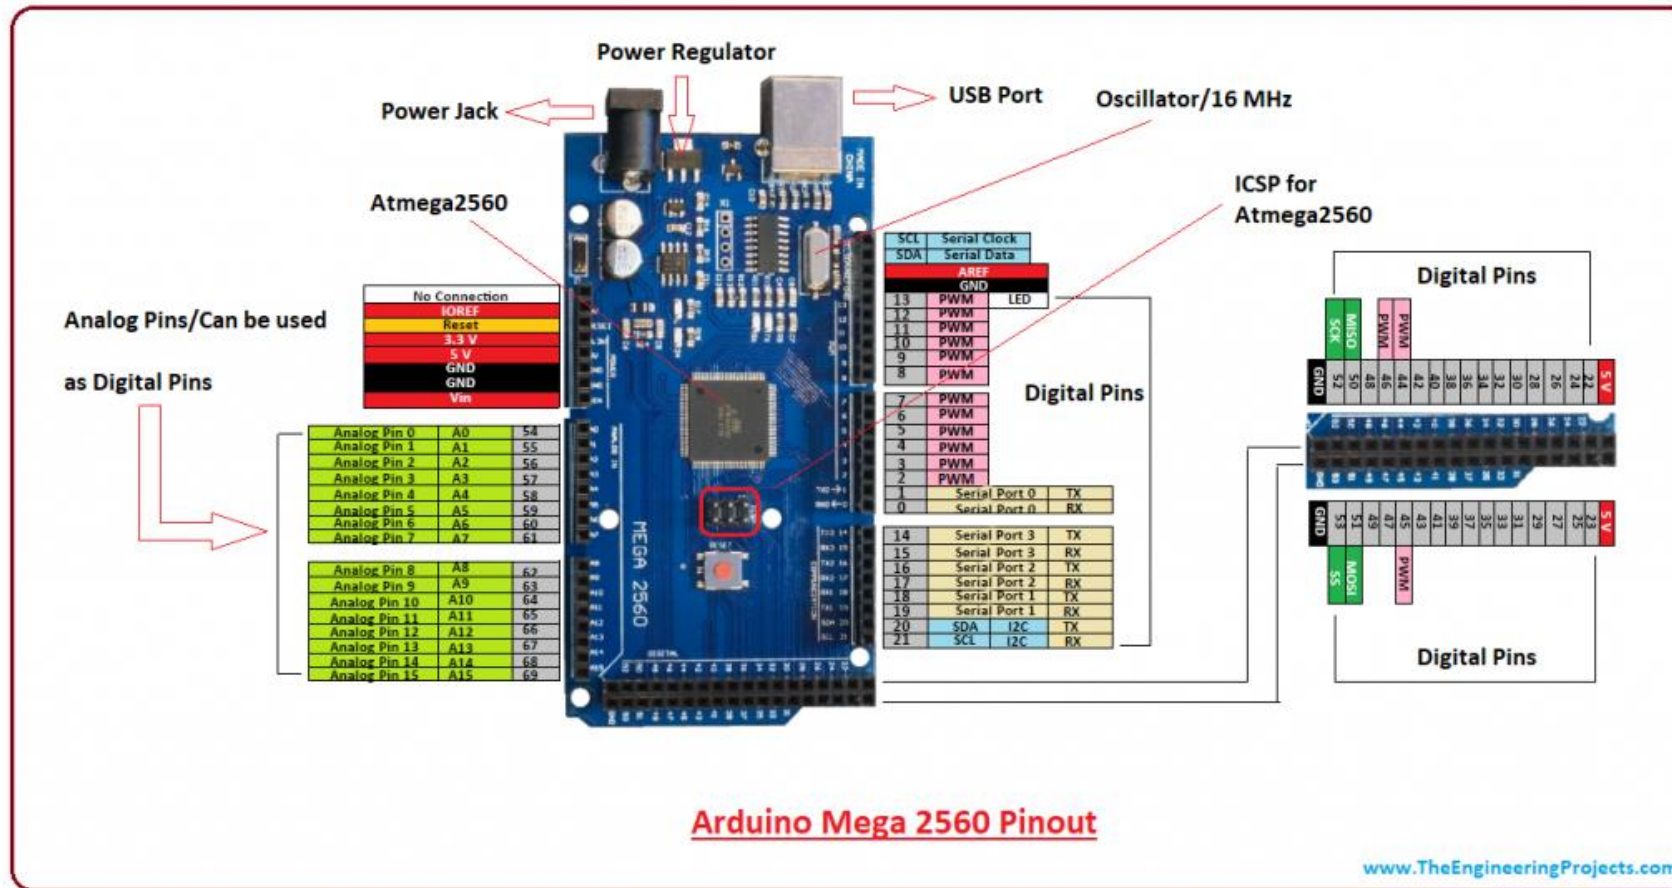 Power Regulator
Power Jack
USB Port
Oscillator/16 MHz
Atmega2560
ICSP for
Atmega2560
Analog Pins/Can be used
as Digital Pins
No Connection
IOREF
Reset
3.3 V
5 V
GND
GND
Vin
Analog Pin 0 A0 54
Analog Pin 1 A1 55
Analog Pin 2 A2 56
Analog Pin 3 A3 57
Analog Pin 4 A4 58
Analog Pin 5 A5 59
Analog Pin 6 A6 60
Analog Pin 7 A7 61
Analog Pin 8 A8 62
Analog Pin 9 A9 63
Analog Pin 10 A10 64
Analog Pin 11 A11 65
Analog Pin 12 A12 66
Analog Pin 13 A13 67
Analog Pin 14 A14 68
Analog Pin 15 A15 69
MADE IN
CHINA
RESET
MEGA 2560
COMMUNICATION
SCL Serial Clock
SDA Serial Data
AREF
GND
13 PWM LED
12 PWM
11 PWM
10 PWM
9 PWM
8 PWM
7 PWM
6 PWM
5 PWM
4 PWM
3 PWM
2 PWM
1 Serial Port 0 TX
0 Serial Port 0 RX
14 Serial Port 3 TX
15 Serial Port 3 RX
16 Serial Port 2 TX
17 Serial Port 2 RX
18 Serial Port 1 TX
19 Serial Port 1 RX
20 SDA I2C TX
21 SCL I2C RX
Digital Pins
Digital Pins
SCK MISO PWM PWM
GND 52 50 48 46 44 42 40 38 36 34 32 30 28 26 24 22 5 V
GND 53 51 49 47 45 43 41 39 37 35 33 31 29 27 25 23 5 V
SS MOSI PWM
Digital Pins
Arduino Mega 2560 Pinout
www.TheEngineeringProjects.com